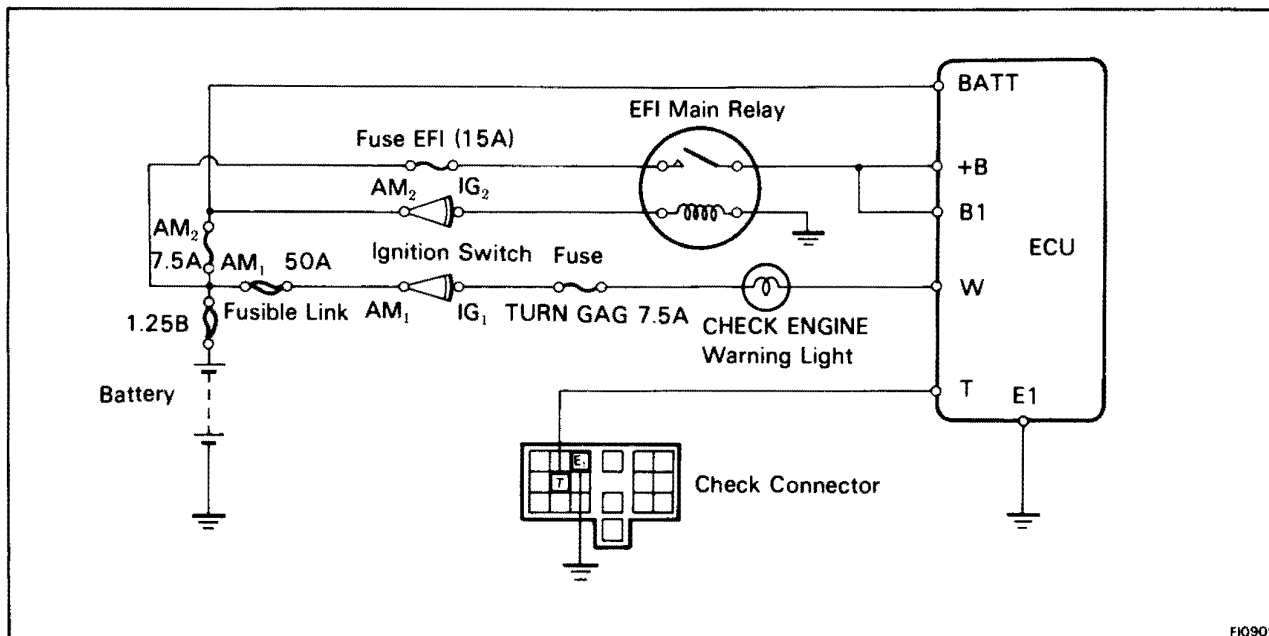 BATT
EFI Main Relay
Fuse EFI (15A)
+B
AM₂ IG₂
B1
AM₂
7.5A
ECU
AM₁ 50A
Ignition Switch Fuse
W
1.25B
Fusible Link
AM₁ IG₁
TURN GAG 7.5A
CHECK ENGINE
Warning Light
Battery
T
E1
E₁
T
Check Connector